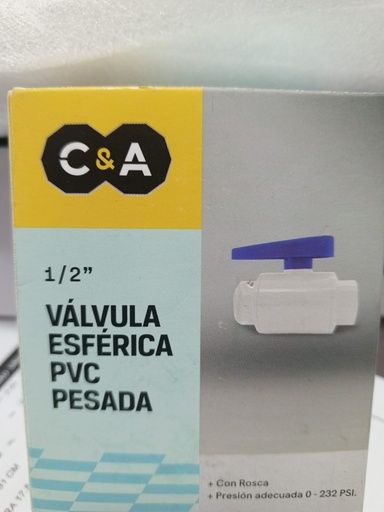 C&A
1/2”
VÁLVULA
ESFÉRICA
PVC
PESADA
+ Con Rosca
+ Presión adecuada 0 - 232 PSI.